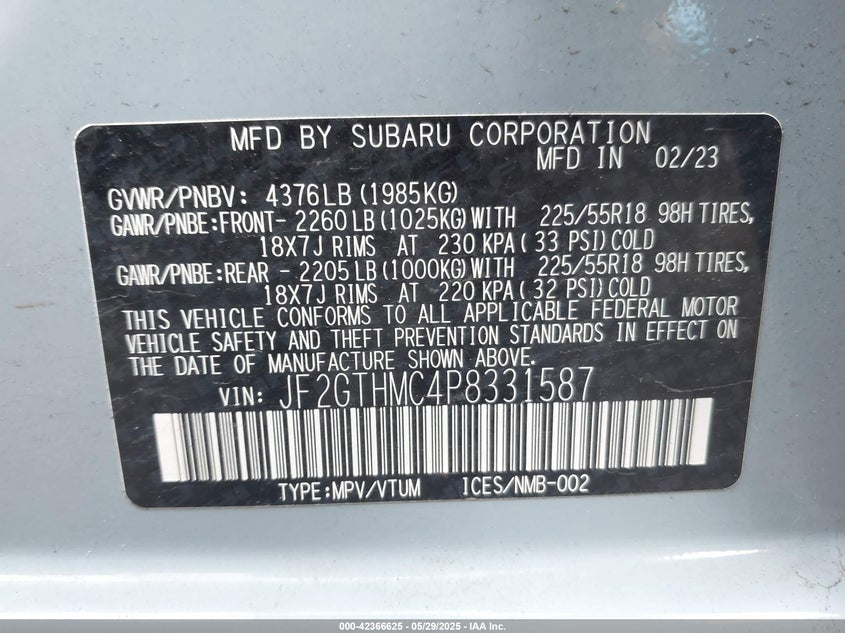 MFD BY SUBARU CORPORATION
MFD IN 02/23
GVWR/PNBV: 4376LB (1985KG)
GAWR/PNBE:FRONT- 2260LB (1025KG) WITH 225/55R18 98H TIRES,
18X7J RIMS AT 230 KPA ( 33 PSI) COLD
GAWR/PNBE:REAR - 2205LB (1000KG) WITH 225/55R18 98H TIRES,
18X7J RIMS AT 220 KPA ( 32 PSI) COLD
THIS VEHICLE CONFORMS TO ALL APPLICABLE FEDERAL MOTOR
VEHICLE SAFETY AND THEFT PREVENTION STANDARDS IN EFFECT ON
THE DATE OF MANUFACTURE SHOWN ABOVE.
VIN: JF2GTHMC4P8331587
TYPE:MPV/VTUM ICES/NMB-002
000-42366625 - 05/29/2025 - IAA Inc.